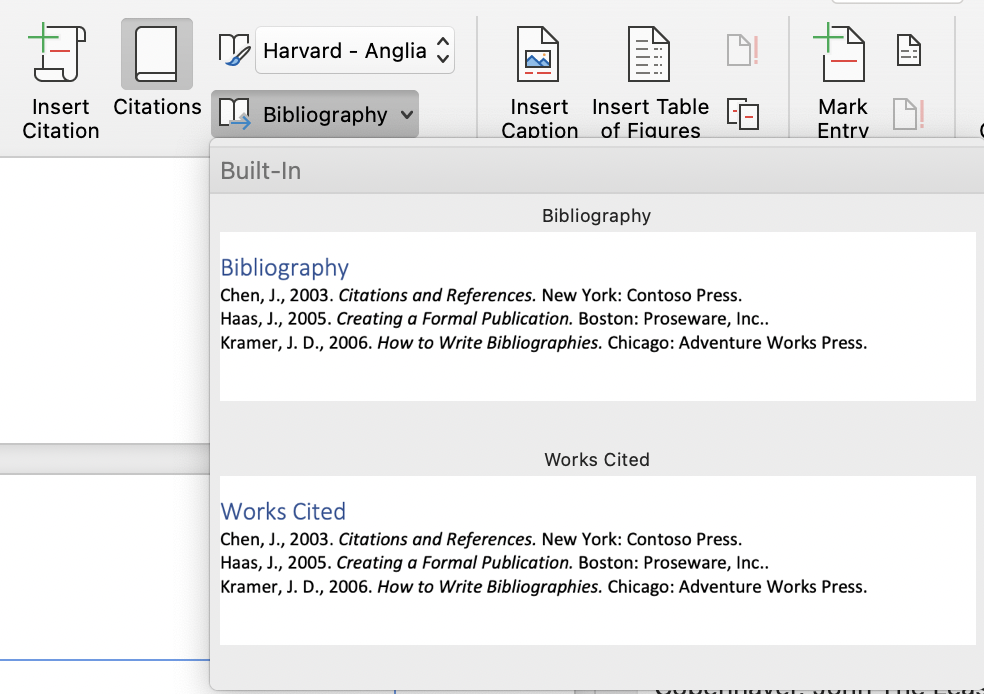 Harvard - Anglia
Insert
Citation
Citations
Bibliography
Insert
Caption
Insert Table
of Figures
Mark
Entry
Built-In
Bibliography
Bibliography
Chen, J., 2003. Citations and References. New York: Contoso Press.
Haas, J., 2005. Creating a Formal Publication. Boston: Proseware, Inc..
Kramer, J. D., 2006. How to Write Bibliographies. Chicago: Adventure Works Press.
Works Cited
Works Cited
Chen, J., 2003. Citations and References. New York: Contoso Press.
Haas, J., 2005. Creating a Formal Publication. Boston: Proseware, Inc..
Kramer, J. D., 2006. How to Write Bibliographies. Chicago: Adventure Works Press.